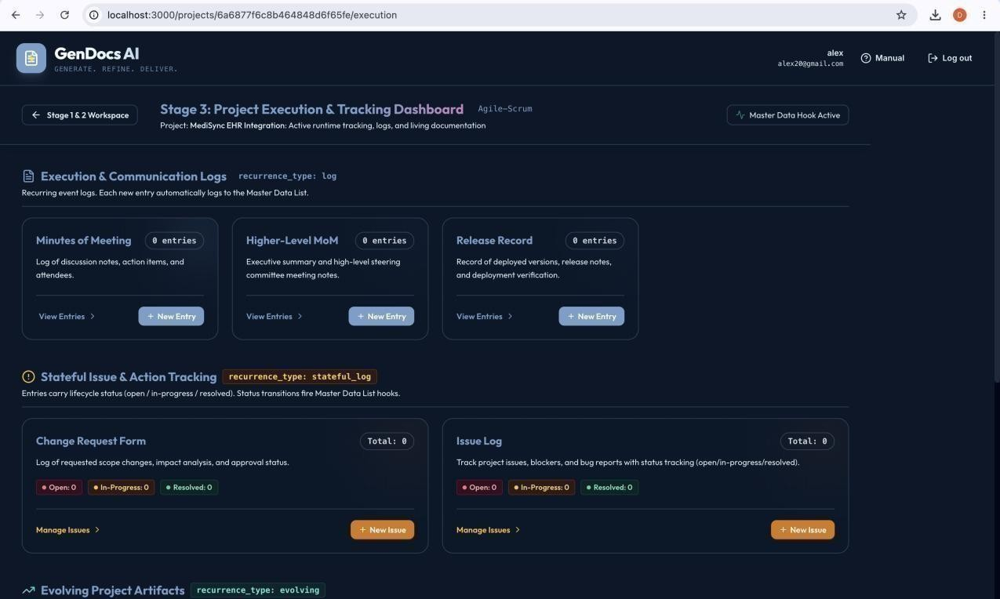 localhost:3000/projects/6a6877f6c8b464848d6f65fe/execution
D
GenDocs AI
GENERATE. REFINE. DELIVER.
alex
alex20@gmail.com
Manual
Log out
Stage 1 & 2 Workspace
Stage 3: Project Execution & Tracking Dashboard
Agile-Scrum
Project: MediSync EHR Integration: Active runtime tracking, logs, and living documentation
Master Data Hook Active
Execution & Communication Logs
recurrence_type: log
Recurring event logs. Each new entry automatically logs to the Master Data List.
Minutes of Meeting
0 entries
Log of discussion notes, action items, and
attendees.
View Entries
+ New Entry
Higher-Level MoM
0 entries
Executive summary and high-level steering
committee meeting notes.
View Entries
+ New Entry
Release Record
0 entries
Record of deployed versions, release notes,
and deployment verification.
View Entries
+ New Entry
Stateful Issue & Action Tracking
recurrence_type: stateful_log
Entries carry lifecycle status (open / in-progress / resolved). Status transitions fire Master Data List hooks.
Change Request Form
Total: 0
Log of requested scope changes, impact analysis, and approval status.
Open: 0
In-Progress: 0
Resolved: 0
Manage Issues
+ New Issue
Issue Log
Total: 0
Track project issues, blockers, and bug reports with status tracking (open/in-progress/resolved).
Open: 0
In-Progress: 0
Resolved: 0
Manage Issues
+ New Issue
Evolving Project Artifacts
recurrence_type: evolving